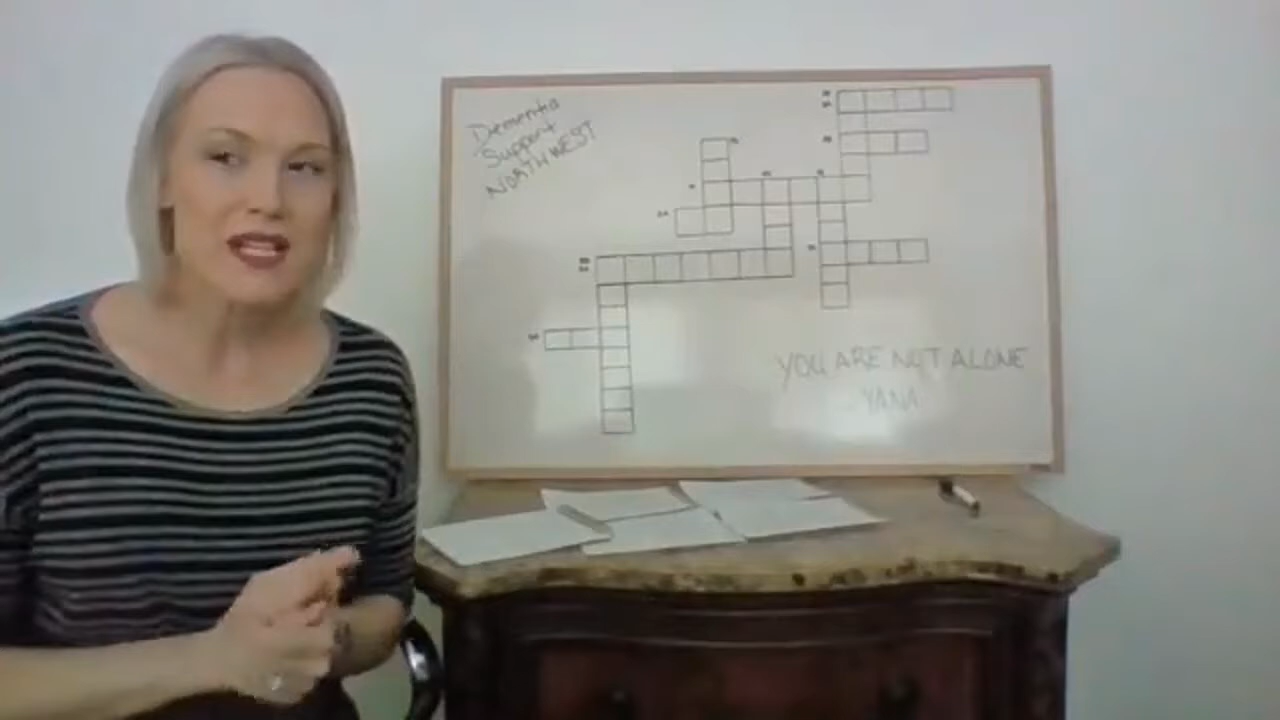 Dementia
Support
NORTHWEST
YOU ARE NOT ALONE
YANA